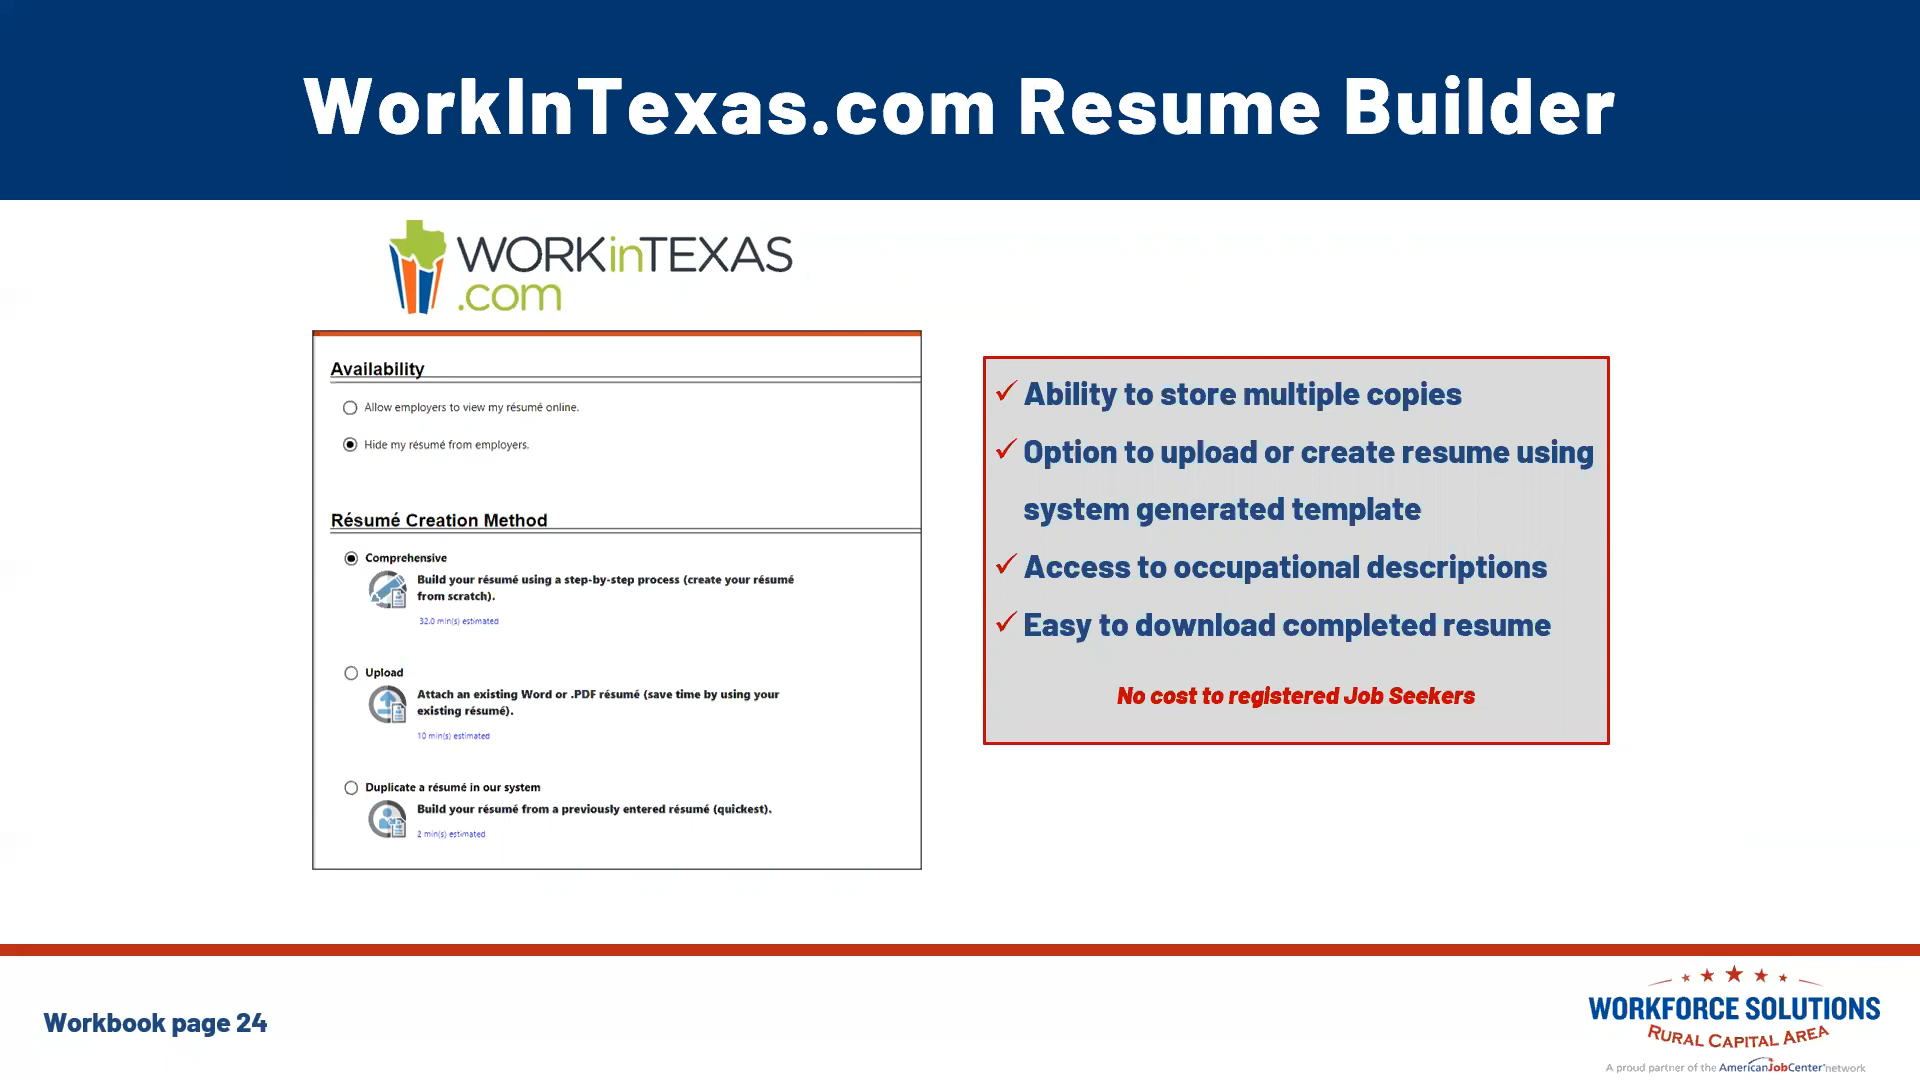 WorkInTexas.com Resume Builder
WORKinTEXAS
.com
Availability
Allow employers to view my résumé online.
Hide my résumé from employers.
Résumé Creation Method
Comprehensive
Build your résumé using a step-by-step process (create your résumé
from scratch).
32.0 min(s) estimated
Upload
Attach an existing Word or .PDF résumé (save time by using your
existing résumé).
10 min(s) estimated
Duplicate a résumé in our system
Build your résumé from a previously entered résumé (quickest).
2 min(s) estimated
Ability to store multiple copies
Option to upload or create resume using
system generated template
Access to occupational descriptions
Easy to download completed resume
No cost to registered Job Seekers
Workbook page 24
WORKFORCE SOLUTIONS
RURAL CAPITAL AREA
A proud partner of the AmericanJobCenter network